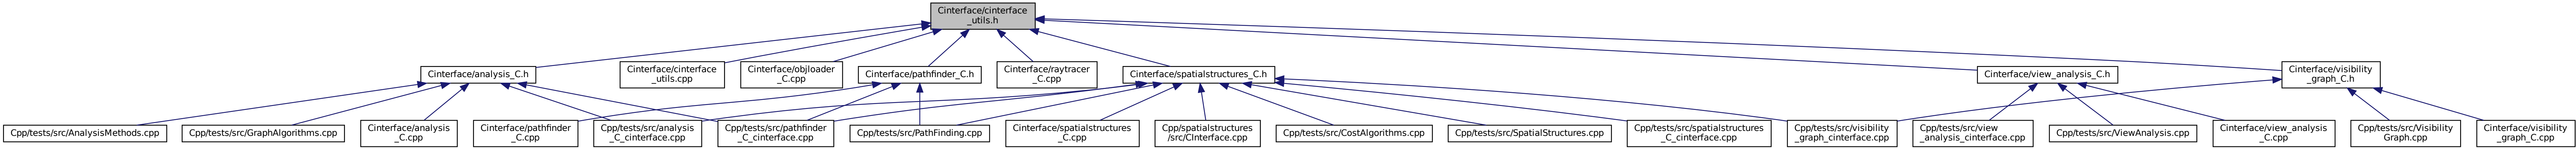 Cinterface/cinterface
_utils.h
Cinterface/analysis_C.h
Cinterface/cinterface
_utils.cpp
Cinterface/objloader
_C.cpp
Cinterface/pathfinder_C.h
Cinterface/raytracer
_C.cpp
Cinterface/spatialstructures_C.h
Cinterface/view_analysis_C.h
Cinterface/visibility
_graph_C.h
Cpp/tests/src/AnalysisMethods.cpp
Cpp/tests/src/GraphAlgorithms.cpp
Cinterface/analysis
_C.cpp
Cinterface/pathfinder
_C.cpp
Cpp/tests/src/analysis
_C_cinterface.cpp
Cpp/tests/src/pathfinder
_C_cinterface.cpp
Cpp/tests/src/PathFinding.cpp
Cinterface/spatialstructures
_C.cpp
Cpp/spatialstructures
/src/CInterface.cpp
Cpp/tests/src/CostAlgorithms.cpp
Cpp/tests/src/SpatialStructures.cpp
Cpp/tests/src/spatialstructures
_C_cinterface.cpp
Cpp/tests/src/visibility
_graph_cinterface.cpp
Cpp/tests/src/view
_analysis_cinterface.cpp
Cpp/tests/src/ViewAnalysis.cpp
Cinterface/view_analysis
_C.cpp
Cpp/tests/src/Visibility
Graph.cpp
Cinterface/visibility
_graph_C.cpp